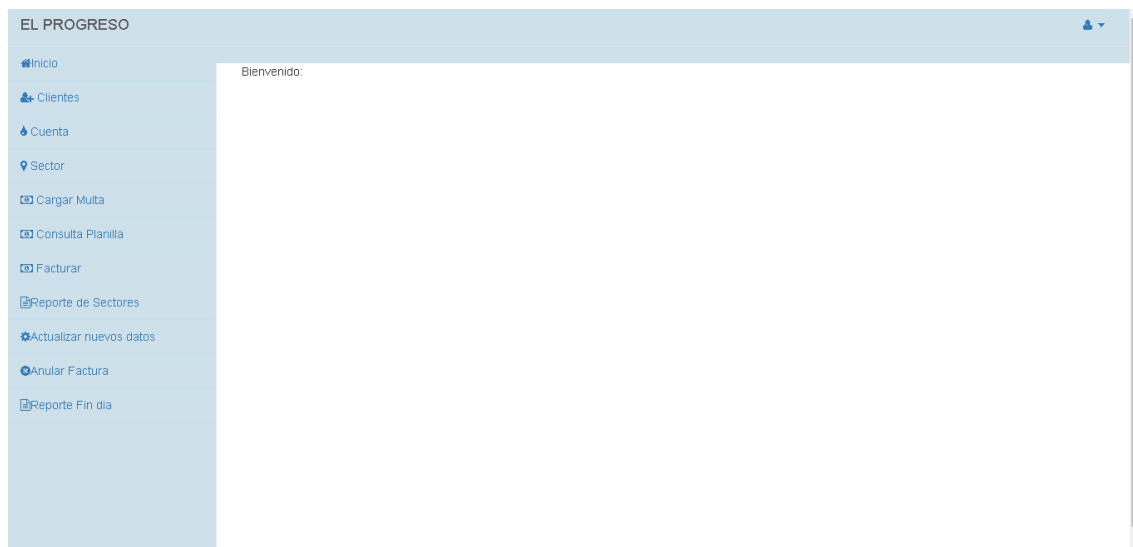 EL PROGRESO
Inicio
Bienvenido:
Clientes
Cuenta
Sector
Cargar Multa
Consulta Planilla
Facturar
Reporte de Sectores
Actualizar nuevos datos
Anular Factura
Reporte Fin dia